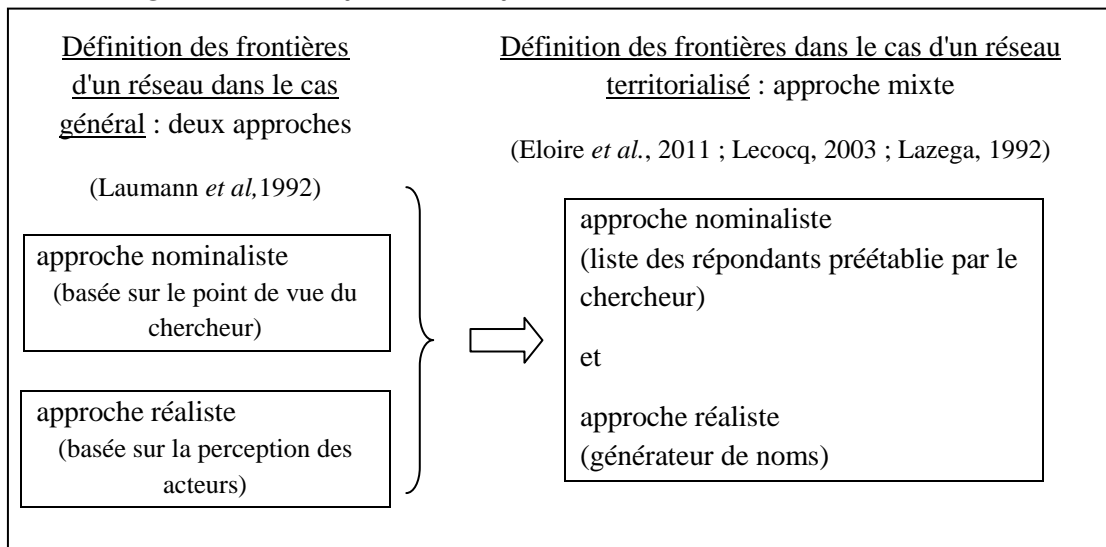 Définition des frontières
d'un réseau dans le cas
général : deux approches
(Laumann et al,1992)
approche nominaliste
(basée sur le point de vue du
chercheur)
approche réaliste
(basée sur la perception des
acteurs)
Définition des frontières dans le cas d'un réseau
territorialisé : approche mixte
(Eloire et al., 2011 ; Lecocq, 2003 ; Lazega, 1992)
approche nominaliste
(liste des répondants préétablie par le
chercheur)
et
approche réaliste
(générateur de noms)